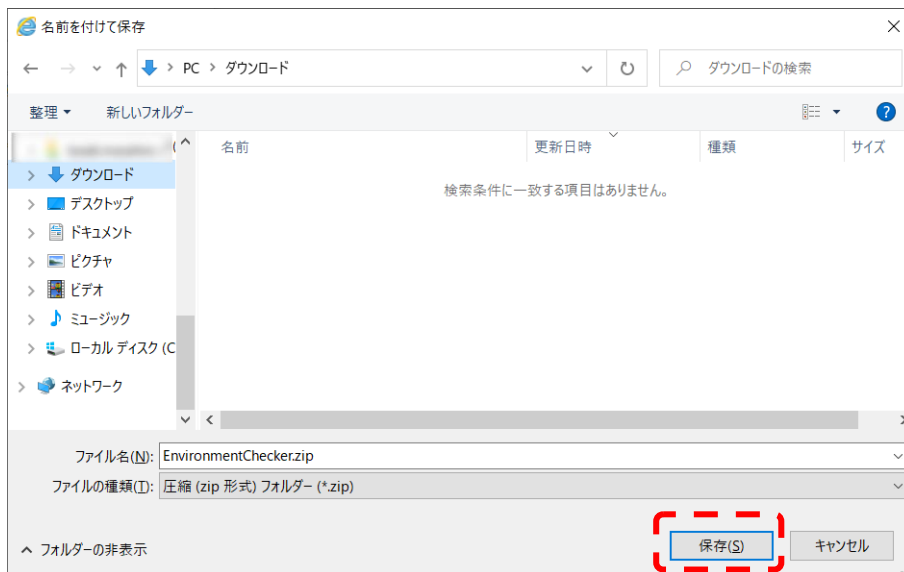 名前を付けて保存
PC > ダウンロード
ダウンロードの検索
整理
新しいフォルダー
名前
更新日時
種類
サイズ
検索条件に一致する項目はありません。
ダウンロード
デスクトップ
ドキュメント
ピクチャ
ビデオ
ミュージック
ローカル ディスク (C
ネットワーク
ファイル名(N): EnvironmentChecker.zip
ファイルの種類(T): 圧縮 (zip 形式) フォルダー (*.zip)
フォルダーの非表示
保存(S)
キャンセル